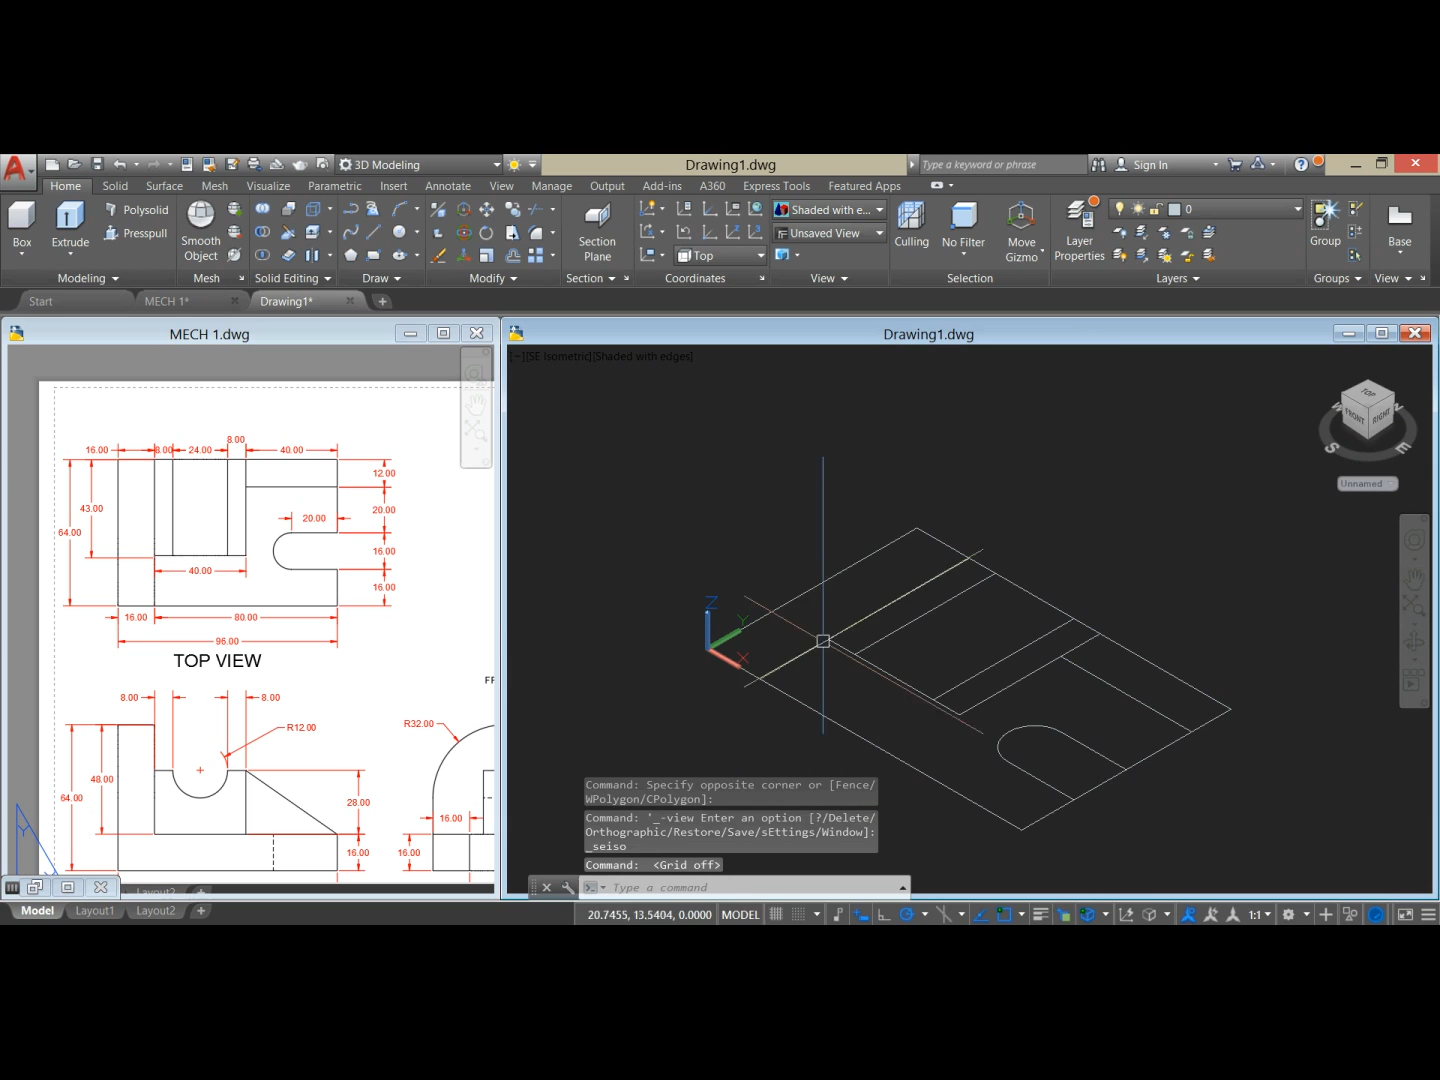 3D Modeling
Drawing1.dwg
Type a keyword or phrase
Sign In
Home Solid Surface Mesh Visualize Parametric Insert Annotate View Manage Output Add-ins A360 Express Tools Featured Apps
Box
Extrude
Polysolid
Presspull
Smooth Object
Section Plane
Top
Shaded with e...
Unsaved View
Culling
No Filter
Move Gizmo
Layer Properties
0
Group
Base
Modeling
Mesh
Solid Editing
Draw
Modify
Section
Coordinates
View
Selection
Layers
Groups
View
Start
MECH 1*
Drawing1*
MECH 1.dwg
Drawing1.dwg
[−][SE Isometric][Shaded with edges]
TOP
FRONT
RIGHT
S
E
Unnamed
8.00
16.00
8.00
24.00
40.00
12.00
43.00
20.00
20.00
64.00
16.00
40.00
16.00
16.00
80.00
96.00
TOP VIEW
8.00
8.00
R12.00
R32.00
48.00
64.00
28.00
16.00
16.00
16.00
Z
Y
X
Y
Command: Specify opposite corner or [Fence/
WPolygon/CPolygon]:
Command: '_-view Enter an option [?/Delete/
Orthographic/Restore/Save/sEttings/Window]:
_seiso
Command: <Grid off>
Type a command
Layout2
Model
Layout1
Layout2
20.7455, 13.5404, 0.0000
MODEL
1:1